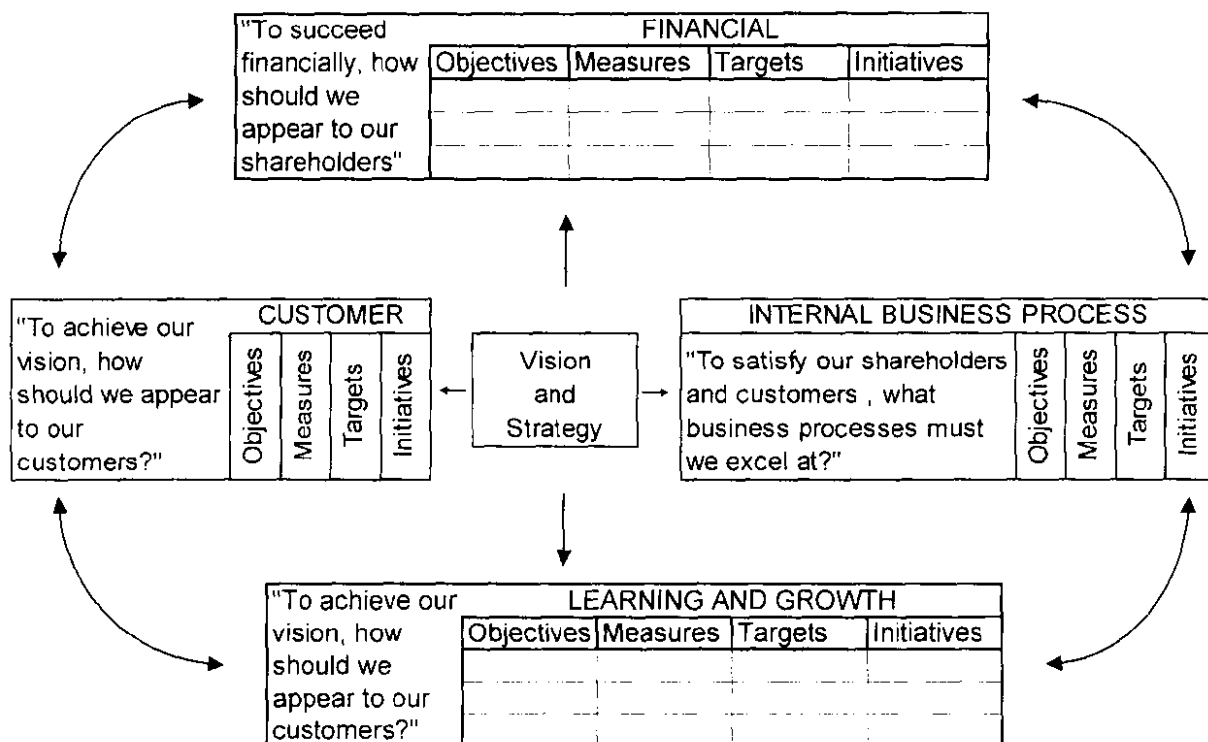 "To succeed
financially, how
should we
appear to our
shareholders"
FINANCIAL
Objectives Measures Targets Initiatives
"To achieve our
vision, how
should we appear
to our
customers?"
CUSTOMER
Objectives
Measures
Targets
Initiatives
Vision
and
Strategy
INTERNAL BUSINESS PROCESS
"To satisfy our shareholders
and customers , what
business processes must
we excel at?"
Objectives
Measures
Targets
Initiatives
"To achieve our
vision, how
should we
appear to our
customers?"
LEARNING AND GROWTH
Objectives Measures Targets Initiatives